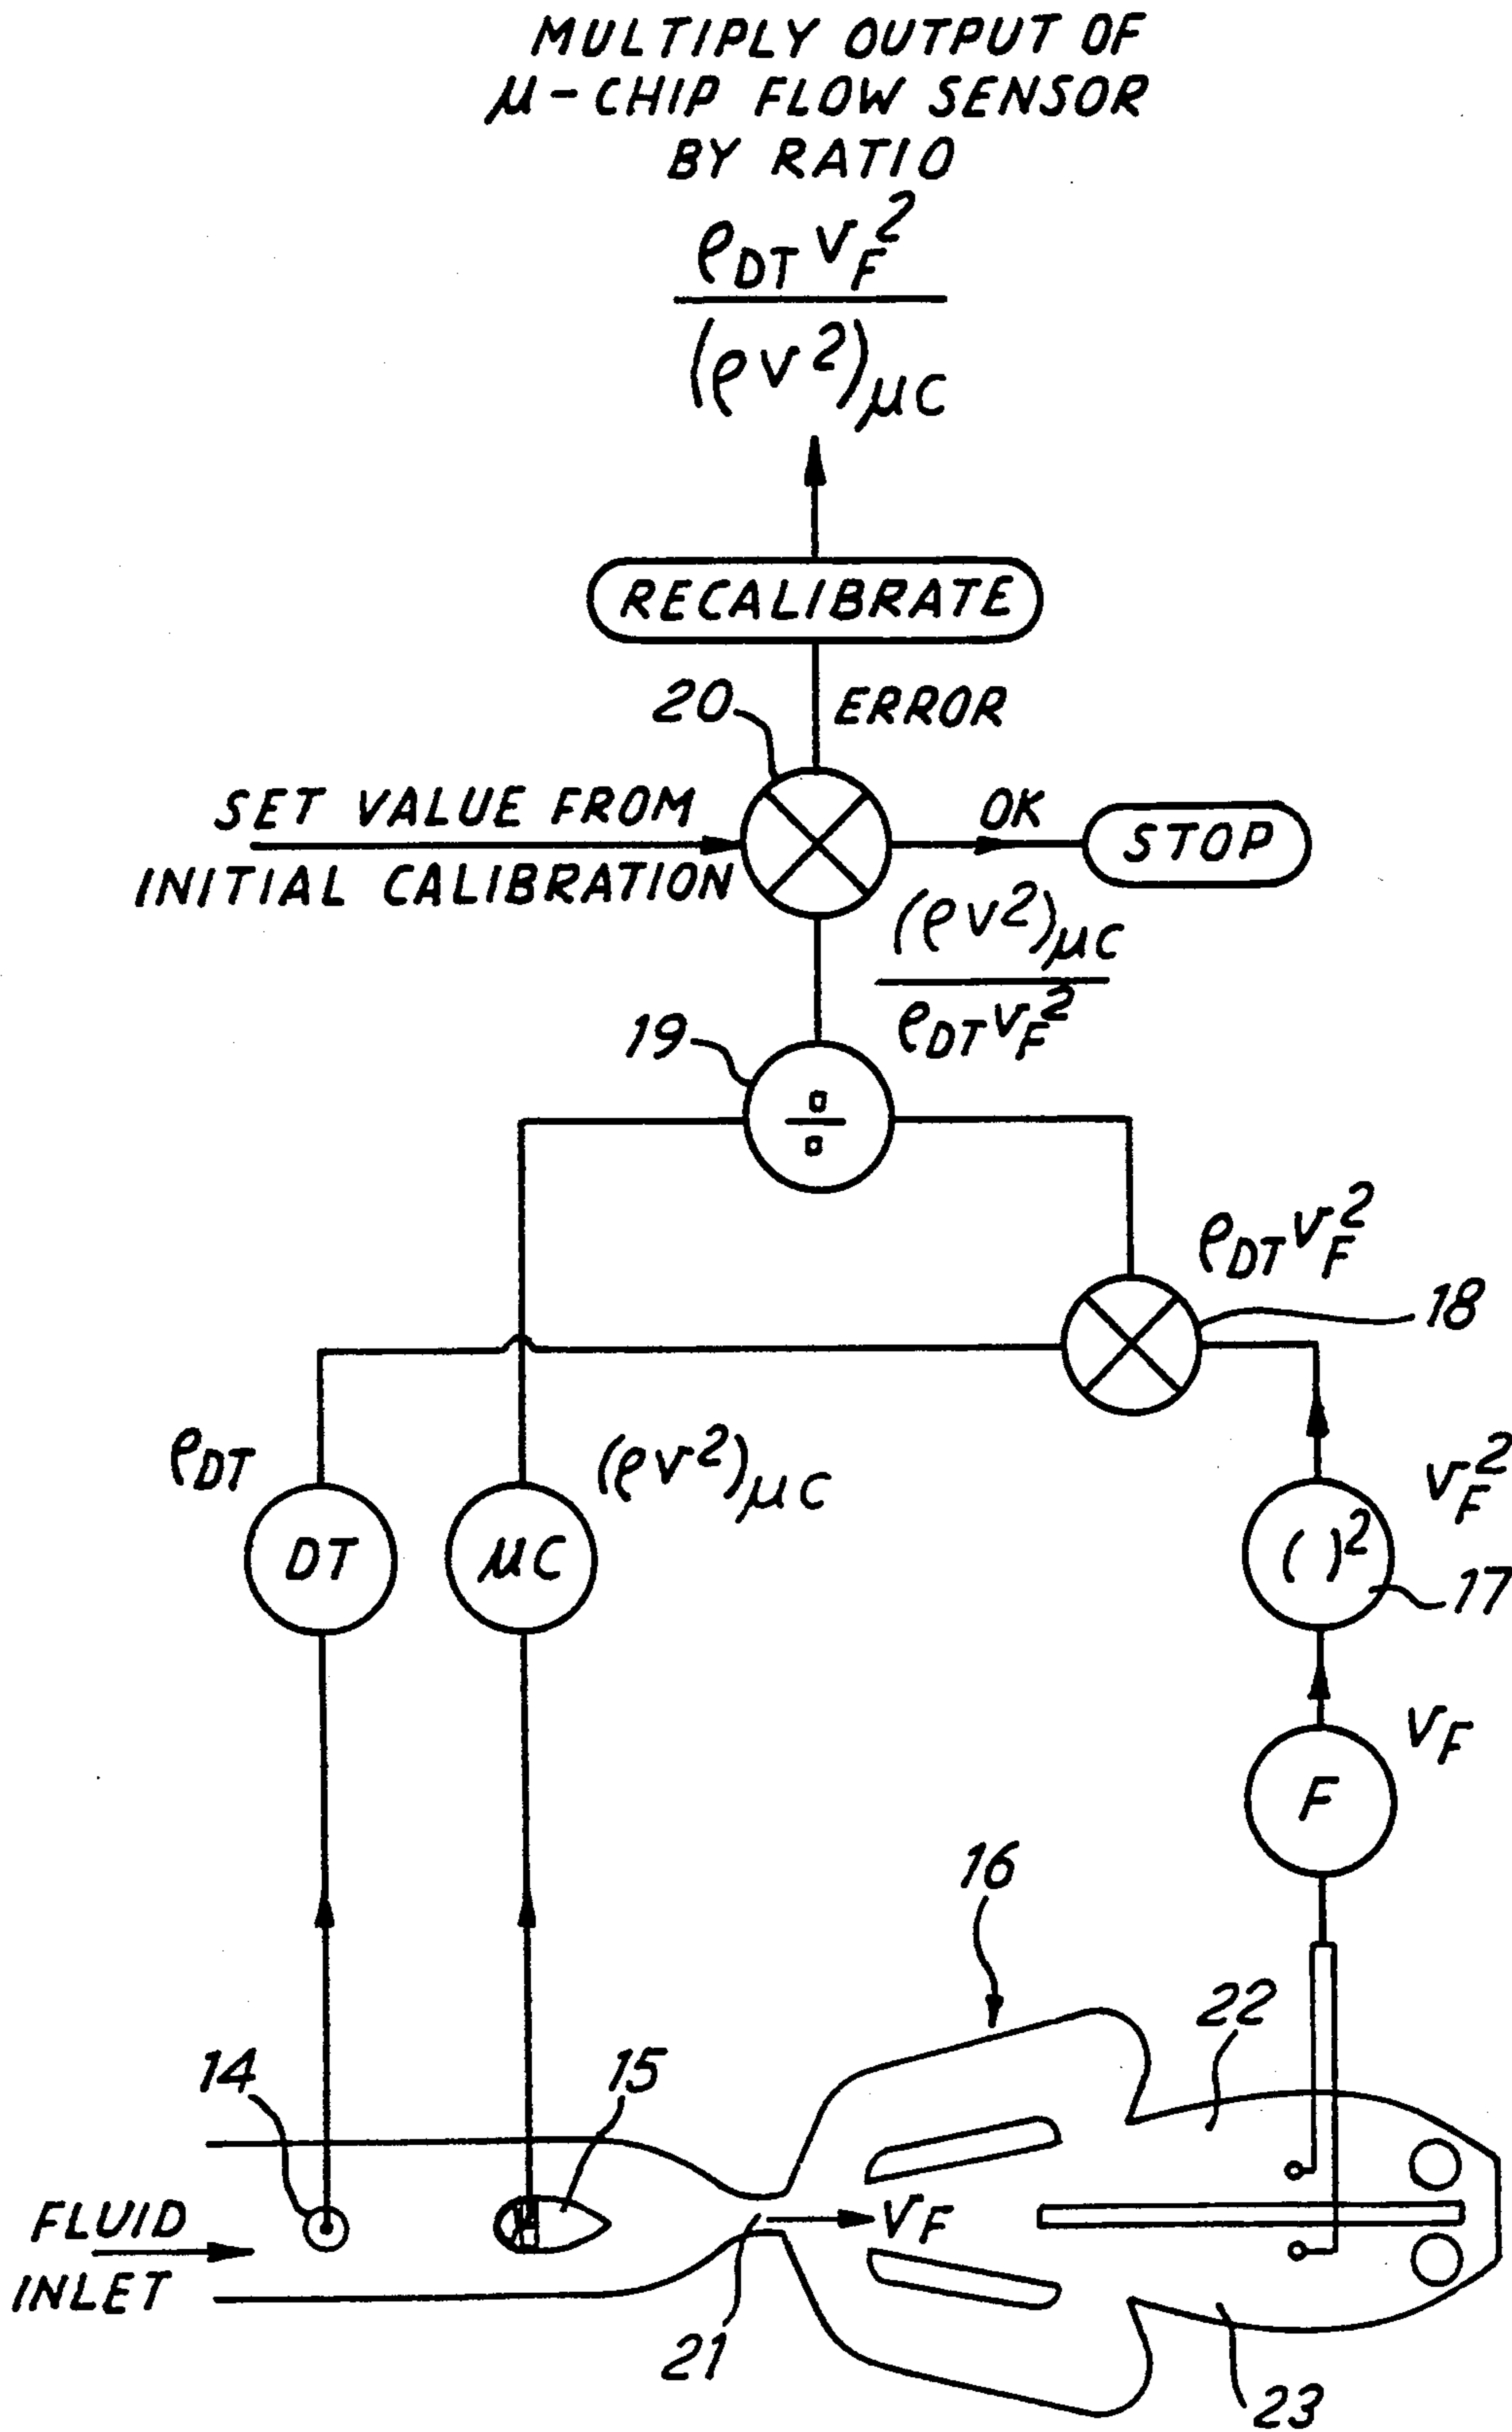 MULTIPLY OUTPUT OF
μ-CHIP FLOW SENSOR
BY RATIO
ρDT VF²
(ρV²)μC
RECALIBRATE
20
ERROR
SET VALUE FROM
INITIAL CALIBRATION
OK
STOP
(ρV²)μC
ρDT VF²
19
÷
ρDT VF²
18
ρDT
(ρV²)μC
VF²
DT
μC
( )²
17
VF
F
16
22
14
15
FLUID
INLET
VF
21
23